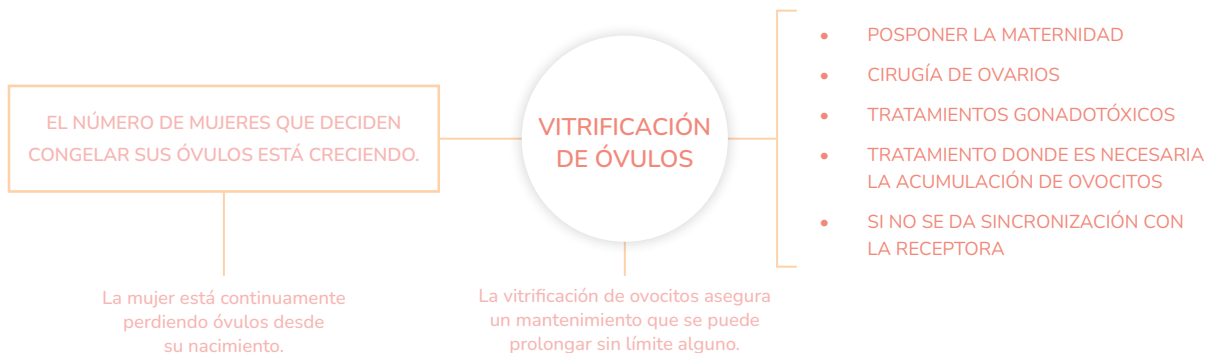 EL NÚMERO DE MUJERES QUE DECIDEN
CONGELAR SUS ÓVULOS ESTÁ CRECIENDO.
La mujer está continuamente
perdiendo óvulos desde
su nacimiento.
VITRIFICACIÓN
DE ÓVULOS
La vitrificación de ovocitos asegura
un mantenimiento que se puede
prolongar sin límite alguno.
• POSPONER LA MATERNIDAD
• CIRUGÍA DE OVARIOS
• TRATAMIENTOS GONADOTÓXICOS
• TRATAMIENTO DONDE ES NECESARIA
LA ACUMULACIÓN DE OVOCITOS
• SI NO SE DA SINCRONIZACIÓN CON
LA RECEPTORA